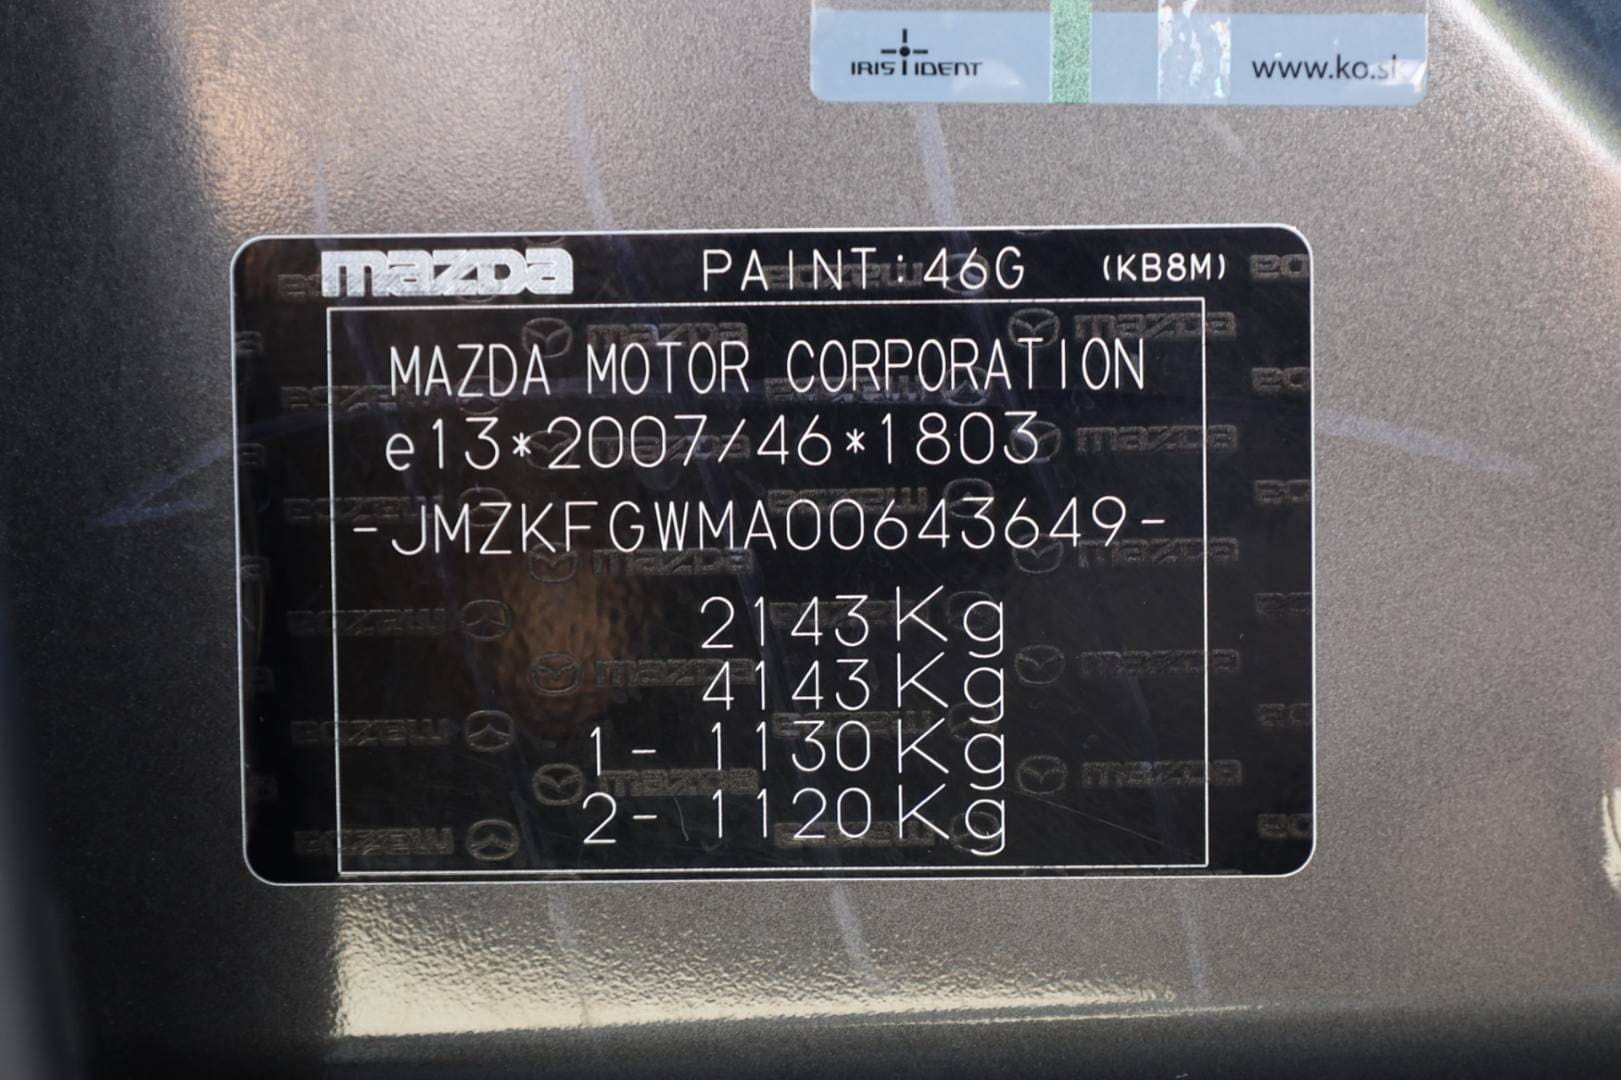 IRIS IDENT www.ko.si
mazda PAINT:46G (KB8M)
MAZDA MOTOR CORPORATION
e13*2007/46*1803
-JMZKFGWMA00643649-
2143Kg
4143Kg
1- 1130Kg
2- 1120Kg